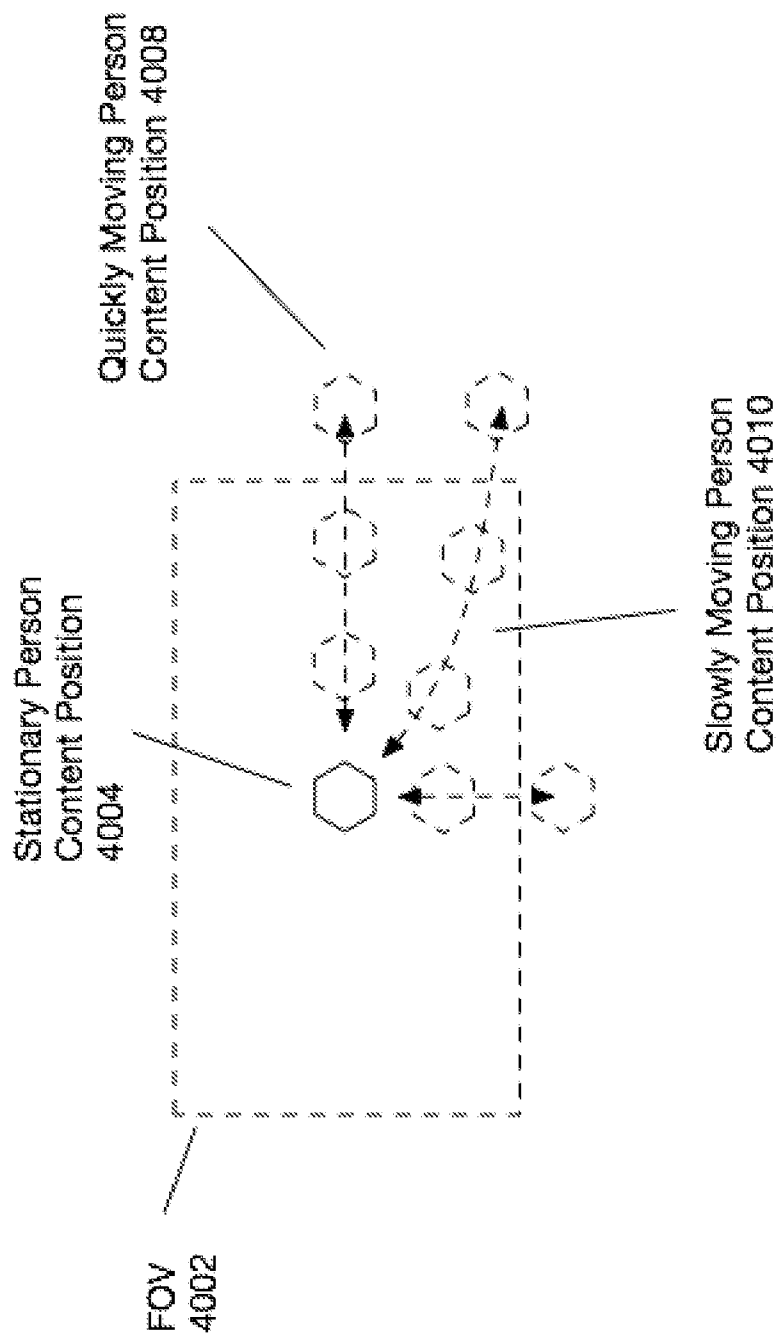 FOV
4002
Stationary Person
Content Position
4004
Quickly Moving Person
Content Position 4008
Slowly Moving Person
Content Position 4010